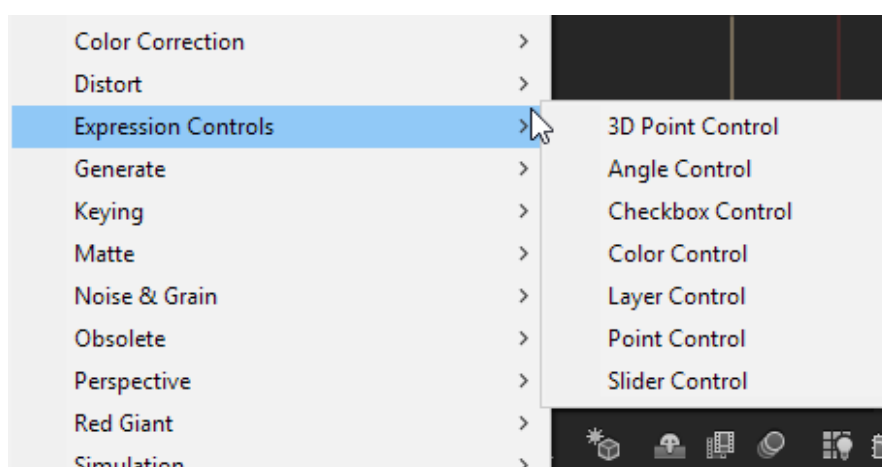 Color Correction
Distort
Expression Controls
Generate
Keying
Matte
Noise & Grain
Obsolete
Perspective
Red Giant
Simulation
3D Point Control
Angle Control
Checkbox Control
Color Control
Layer Control
Point Control
Slider Control